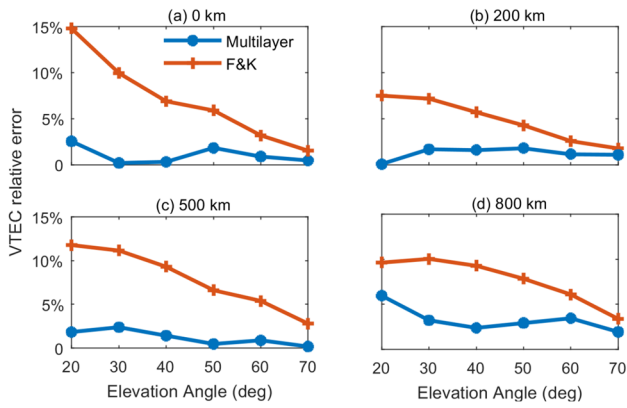 (a) 0 km
(b) 200 km
15%
10%
5%
0
Multilayer
F&K
VTEC relative error
(c) 500 km
(d) 800 km
15%
10%
5%
0
20 30 40 50 60 70
20 30 40 50 60 70
Elevation Angle (deg)
Elevation Angle (deg)